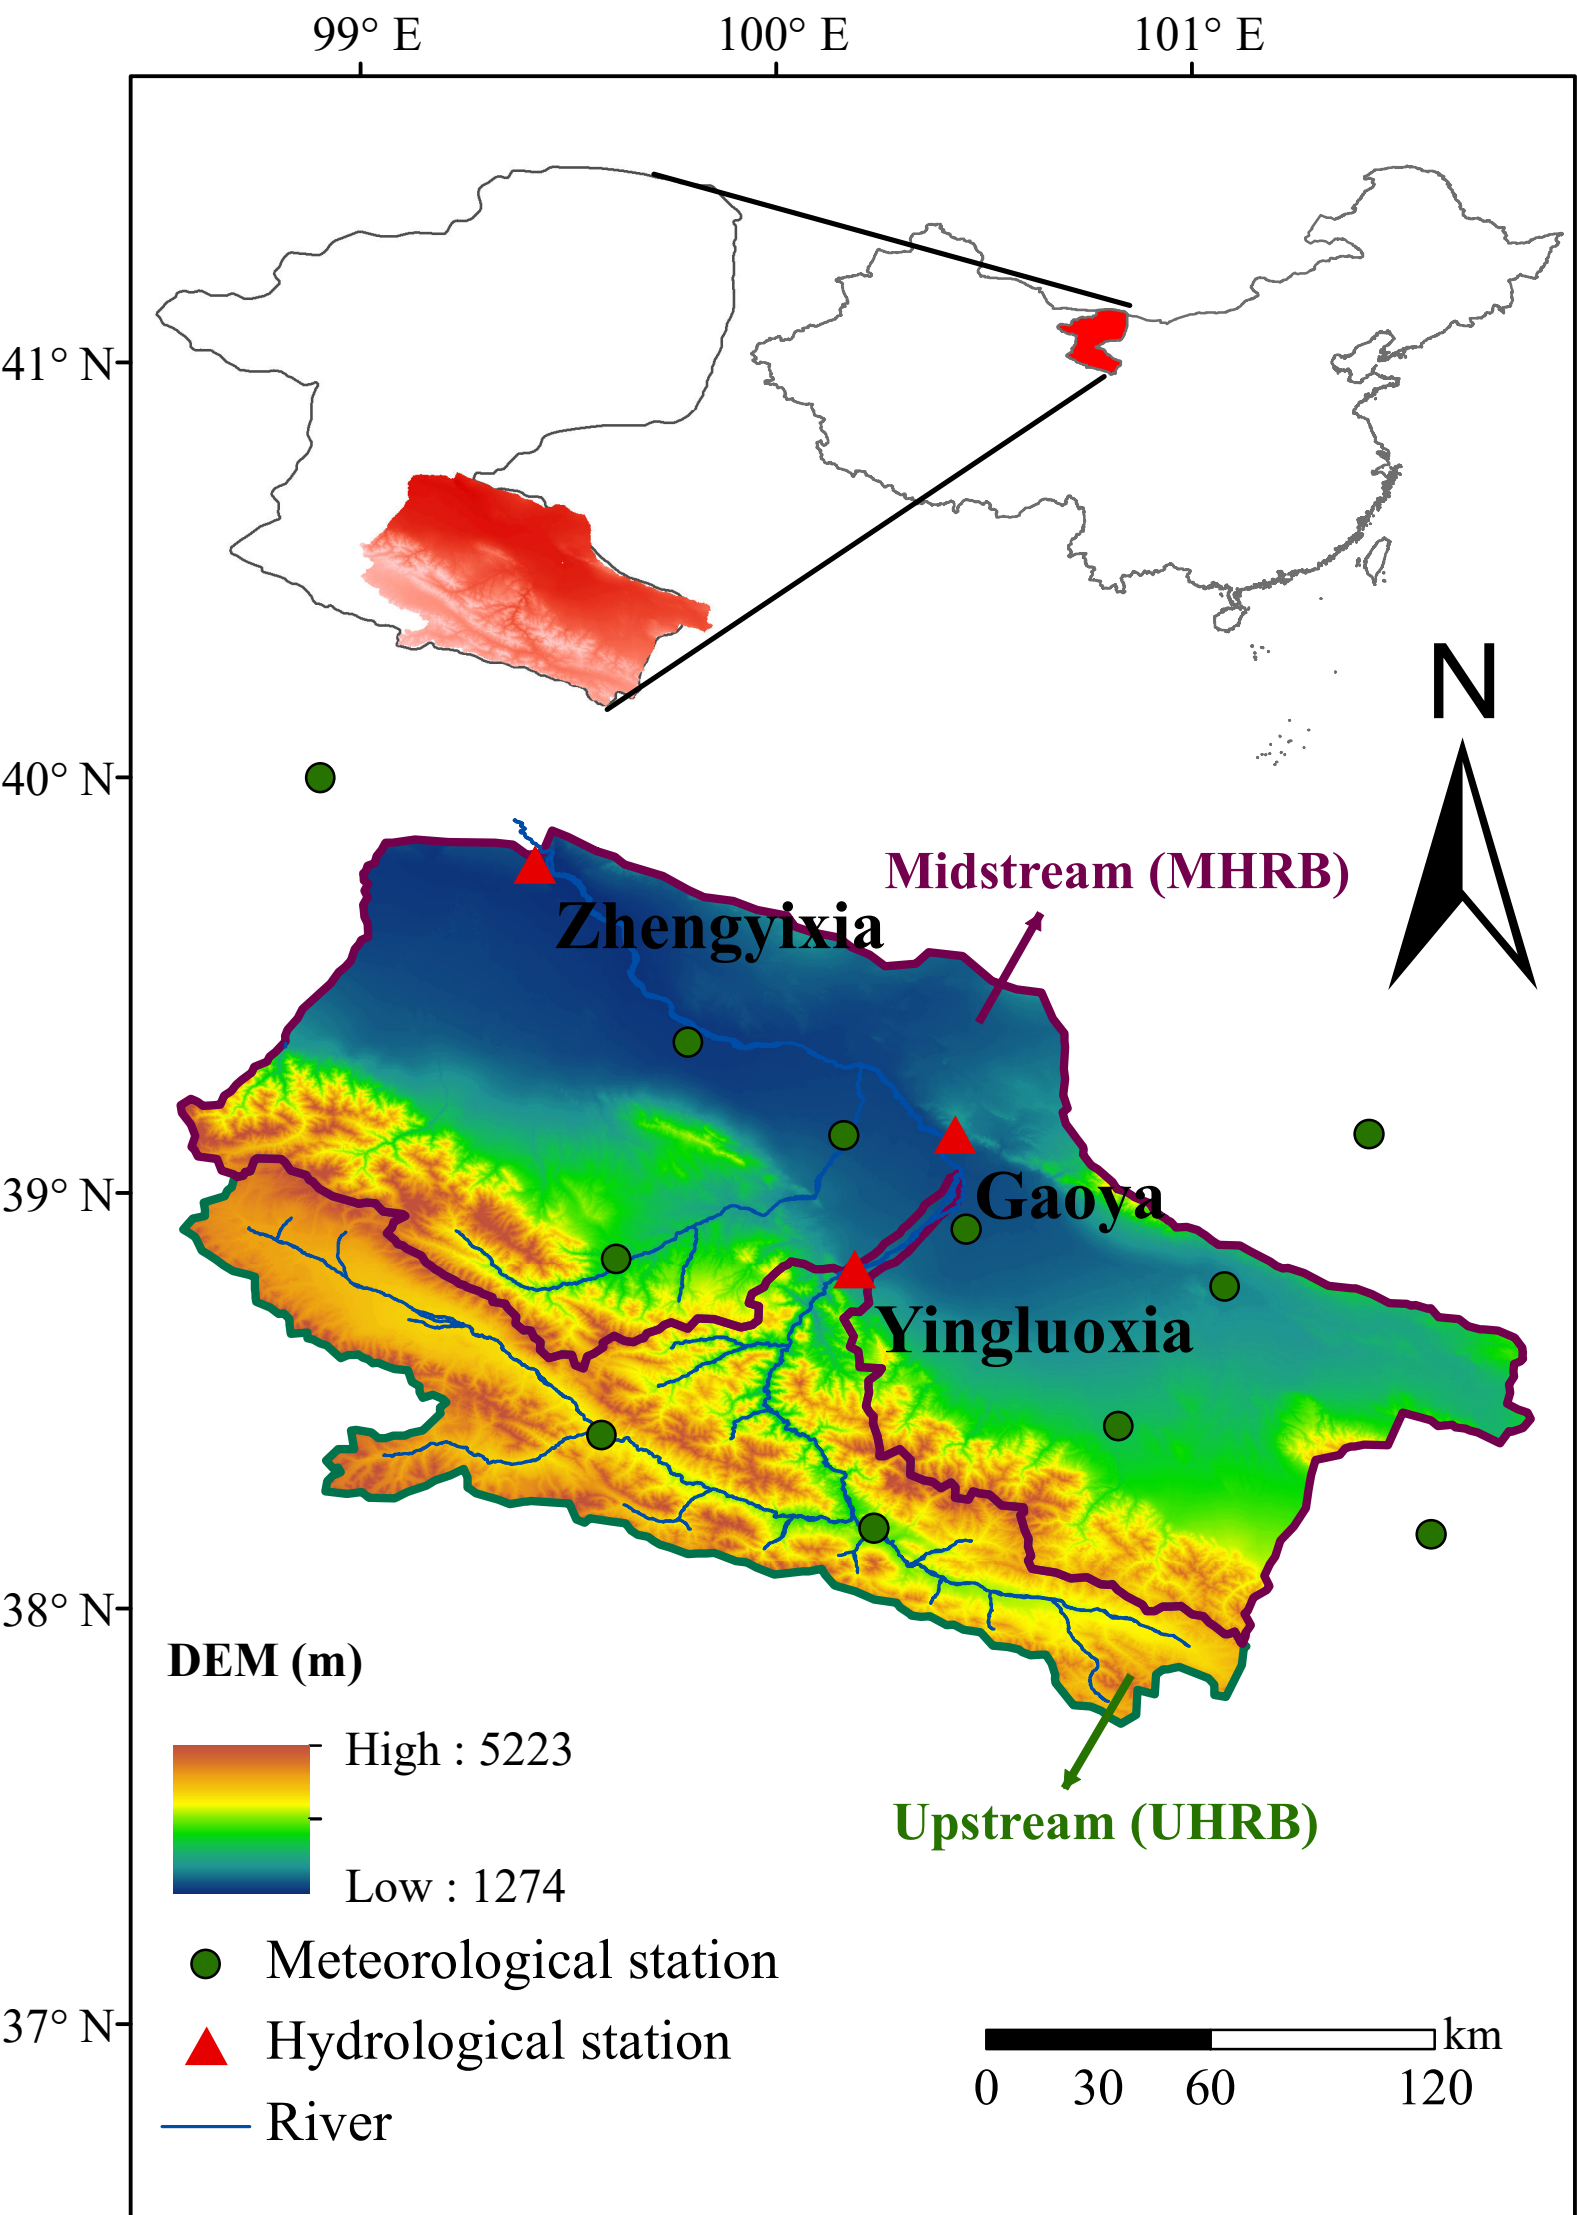 99° E
100° E
101° E
41° N
N
40° N
Midstream (MHRB)
Zhengyixia
39° N
Gaoya
Yingluoxia
38° N
DEM (m)
High : 5223
Upstream (UHRB)
Low : 1274
Meteorological station
37° N
Hydrological station
km
0 30 60 120
River